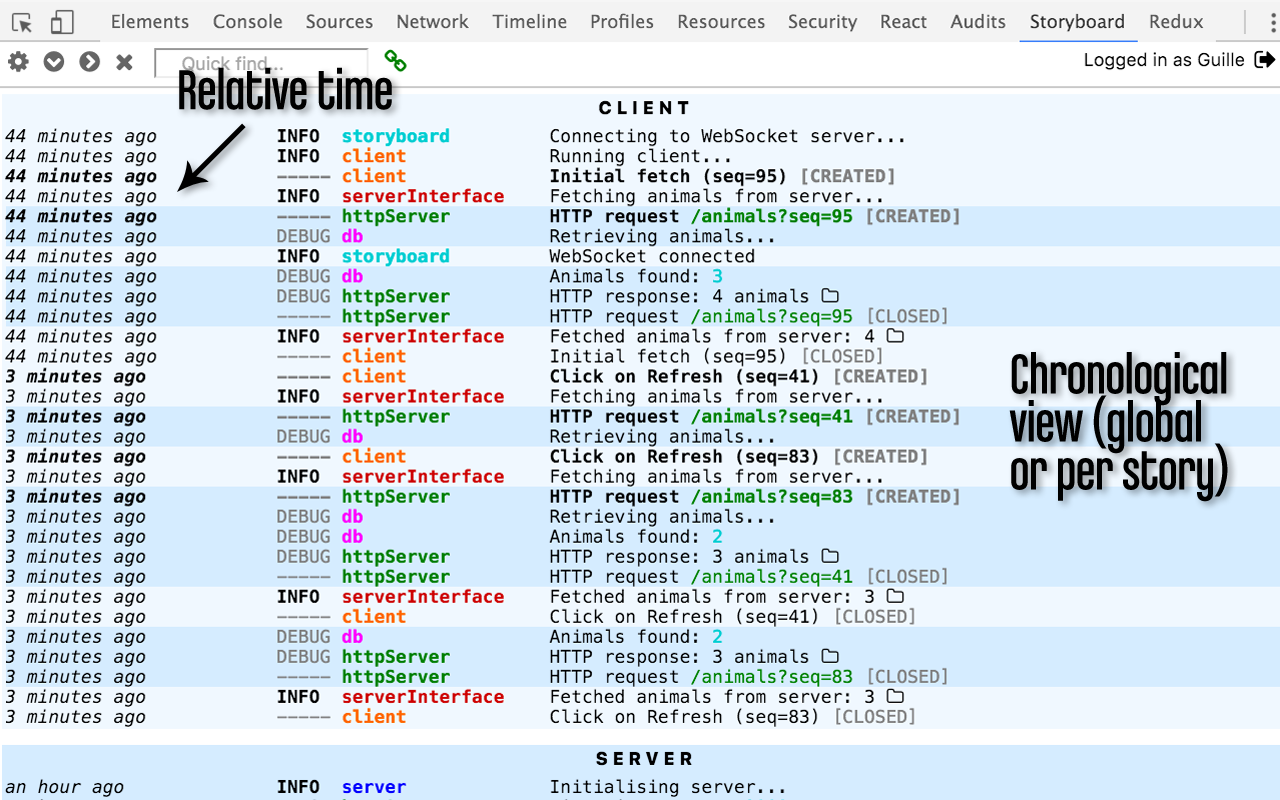 Elements Console Sources Network Timeline Profiles Resources Security React Audits Storyboard Redux
Quick find... Logged in as Guille
Relative time
CLIENT
44 minutes ago INFO storyboard Connecting to WebSocket server...
44 minutes ago INFO client Running client...
44 minutes ago ----- client Initial fetch (seq=95) [CREATED]
44 minutes ago INFO serverInterface Fetching animals from server...
44 minutes ago ----- httpServer HTTP request /animals?seq=95 [CREATED]
44 minutes ago DEBUG db Retrieving animals...
44 minutes ago INFO storyboard WebSocket connected
44 minutes ago DEBUG db Animals found: 3
44 minutes ago DEBUG httpServer HTTP response: 4 animals
44 minutes ago ----- httpServer HTTP request /animals?seq=95 [CLOSED]
44 minutes ago INFO serverInterface Fetched animals from server: 4
44 minutes ago ----- client Initial fetch (seq=95) [CLOSED]
3 minutes ago ----- client Click on Refresh (seq=41) [CREATED]
3 minutes ago INFO serverInterface Fetching animals from server...
3 minutes ago ----- httpServer HTTP request /animals?seq=41 [CREATED]
3 minutes ago DEBUG db Retrieving animals...
3 minutes ago ----- client Click on Refresh (seq=83) [CREATED]
3 minutes ago INFO serverInterface Fetching animals from server...
3 minutes ago ----- httpServer HTTP request /animals?seq=83 [CREATED]
3 minutes ago DEBUG db Retrieving animals...
3 minutes ago DEBUG db Animals found: 2
3 minutes ago DEBUG httpServer HTTP response: 3 animals
3 minutes ago ----- httpServer HTTP request /animals?seq=41 [CLOSED]
3 minutes ago INFO serverInterface Fetched animals from server: 3
3 minutes ago ----- client Click on Refresh (seq=41) [CLOSED]
3 minutes ago DEBUG db Animals found: 2
3 minutes ago DEBUG httpServer HTTP response: 3 animals
3 minutes ago ----- httpServer HTTP request /animals?seq=83 [CLOSED]
3 minutes ago INFO serverInterface Fetched animals from server: 3
3 minutes ago ----- client Click on Refresh (seq=83) [CLOSED]
Chronological
view (global
or per story)
SERVER
an hour ago INFO server Initialising server...